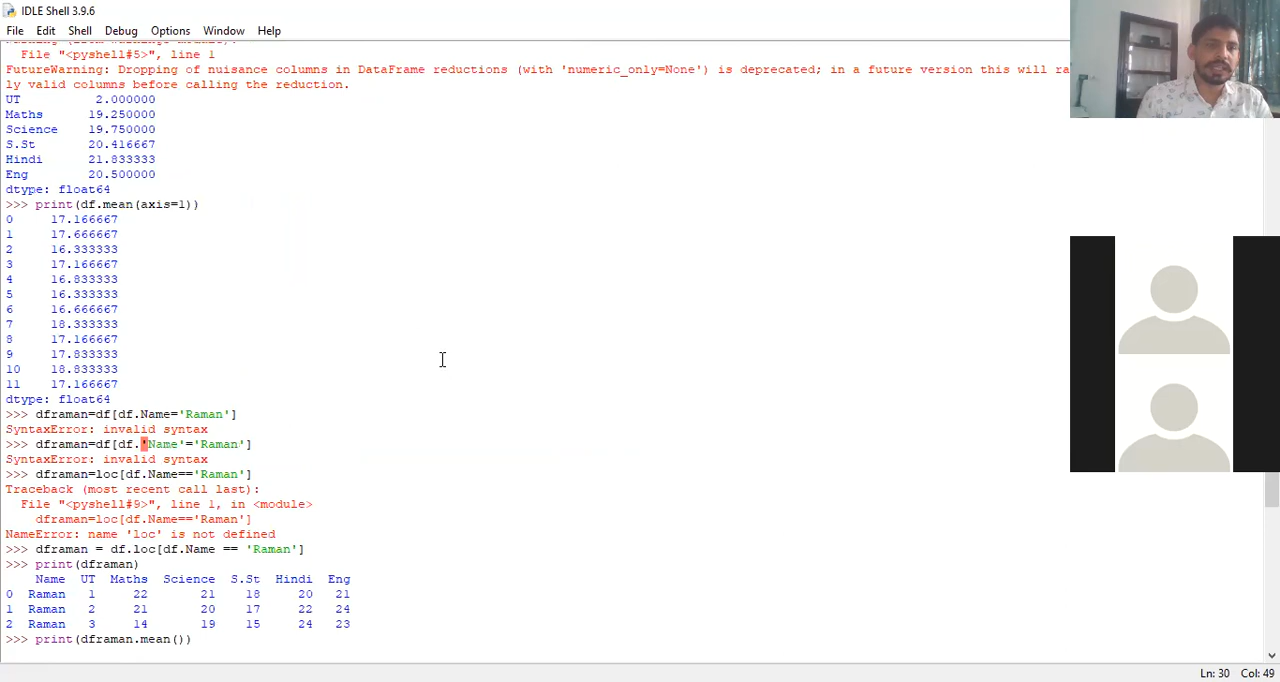 IDLE Shell 3.9.6
File Edit Shell Debug Options Window Help
File "<pyshell#5>", line 1
FutureWarning: Dropping of nuisance columns in DataFrame reductions (with 'numeric_only=None') is deprecated; in a future version this will ra
ly valid columns before calling the reduction.
UT 2.000000
Maths 19.250000
Science 19.750000
S.St 20.416667
Hindi 21.833333
Eng 20.500000
dtype: float64
>>> print(df.mean(axis=1))
0 17.166667
1 17.666667
2 16.333333
3 17.166667
4 16.833333
5 16.333333
6 16.666667
7 18.333333
8 17.166667
9 17.833333
10 18.833333
11 17.166667
dtype: float64
>>> dframan=df[df.Name='Raman']
SyntaxError: invalid syntax
>>> dframan=df[df.'Name'='Raman']
SyntaxError: invalid syntax
>>> dframan=loc[df.Name=='Raman']
Traceback (most recent call last):
File "<pyshell#9>", line 1, in <module>
dframan=loc[df.Name=='Raman']
NameError: name 'loc' is not defined
>>> dframan = df.loc[df.Name == 'Raman']
>>> print(dframan)
Name UT Maths Science S.St Hindi Eng
0 Raman 1 22 21 18 20 21
1 Raman 2 21 20 17 22 24
2 Raman 3 14 19 15 24 23
>>> print(dframan.mean())
Ln: 30 Col: 49